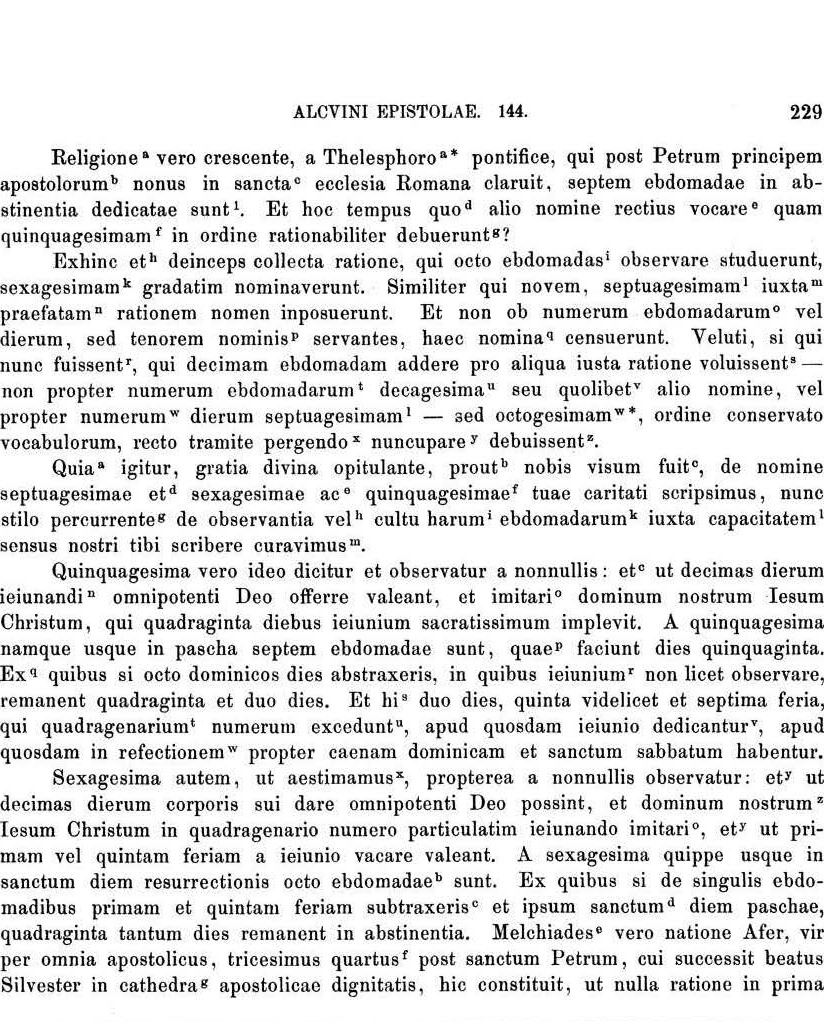 ALCVINI EPISTOLAE. 144. 229
Religione a vero crescente, a Thelesphoro a* pontifice, qui post Petrum principem
apostolorum b nonus in sancta c ecclesia Romana claruit, septem ebdomadae in ab-
stinentia dedicatae sunt 1. Et hoc tempus quo d alio nomine rectius vocare e quam
quinquagesimam f in ordine rationabiliter debuerunt g?
Exhinc et h deinceps collecta ratione, qui octo ebdomadas i observare studuerunt,
sexagesimam k gradatim nominaverunt. Similiter qui novem, septuagesimam l iuxta m
praefatam n rationem nomen inposuerunt. Et non ob numerum ebdomadarum o vel
dierum, sed tenorem nominis p servantes, haec nomina q censuerunt. Veluti, si qui
nunc fuissent r, qui decimam ebdomadam addere pro aliqua iusta ratione voluissent s —
non propter numerum ebdomadarum t decagesima u seu quolibet v alio nomine, vel
propter numerum w dierum septuagesimam l — sed octogesimam w*, ordine conservato
vocabulorum, recto tramite pergendo x nuncupare y debuissent z.
Quia a igitur, gratia divina opitulante, prout b nobis visum fuit c, de nomine
septuagesimae et d sexagesimae ac e quinquagesimae f tuae caritati scripsimus, nunc
stilo percurrente g de observantia vel h cultu harum i ebdomadarum k iuxta capacitatem l
sensus nostri tibi scribere curavimus m.
Quinquagesima vero ideo dicitur et observatur a nonnullis: et c ut decimas dierum
ieiunandi n omnipotenti Deo offerre valeant, et imitari o dominum nostrum Iesum
Christum, qui quadraginta diebus ieiunium sacratissimum implevit. A quinquagesima
namque usque in pascha septem ebdomadae sunt, quae p faciunt dies quinquaginta.
Ex q quibus si octo dominicos dies abstraxeris, in quibus ieiunium r non licet observare,
remanent quadraginta et duo dies. Et hi s duo dies, quinta videlicet et septima feria,
qui quadragenarium t numerum excedunt u, apud quosdam ieiunio dedicantur v, apud
quosdam in refectionem w propter caenam dominicam et sanctum sabbatum habentur.
Sexagesima autem, ut aestimamus x, propterea a nonnullis observatur: et y ut
decimas dierum corporis sui dare omnipotenti Deo possint, et dominum nostrum z
Iesum Christum in quadragenario numero particulatim ieiunando imitari o, et y ut pri-
mam vel quintam feriam a ieiunio vacare valeant. A sexagesima quippe usque in
sanctum diem resurrectionis octo ebdomadae b sunt. Ex quibus si de singulis ebdo-
madibus primam et quintam feriam subtraxeris c et ipsum sanctum d diem paschae,
quadraginta tantum dies remanent in abstinentia. Melchiades e vero natione Afer, vir
per omnia apostolicus, tricesimus quartus f post sanctum Petrum, cui successit beatus
Silvester in cathedra g apostolicae dignitatis, hic constituit, ut nulla ratione in prima